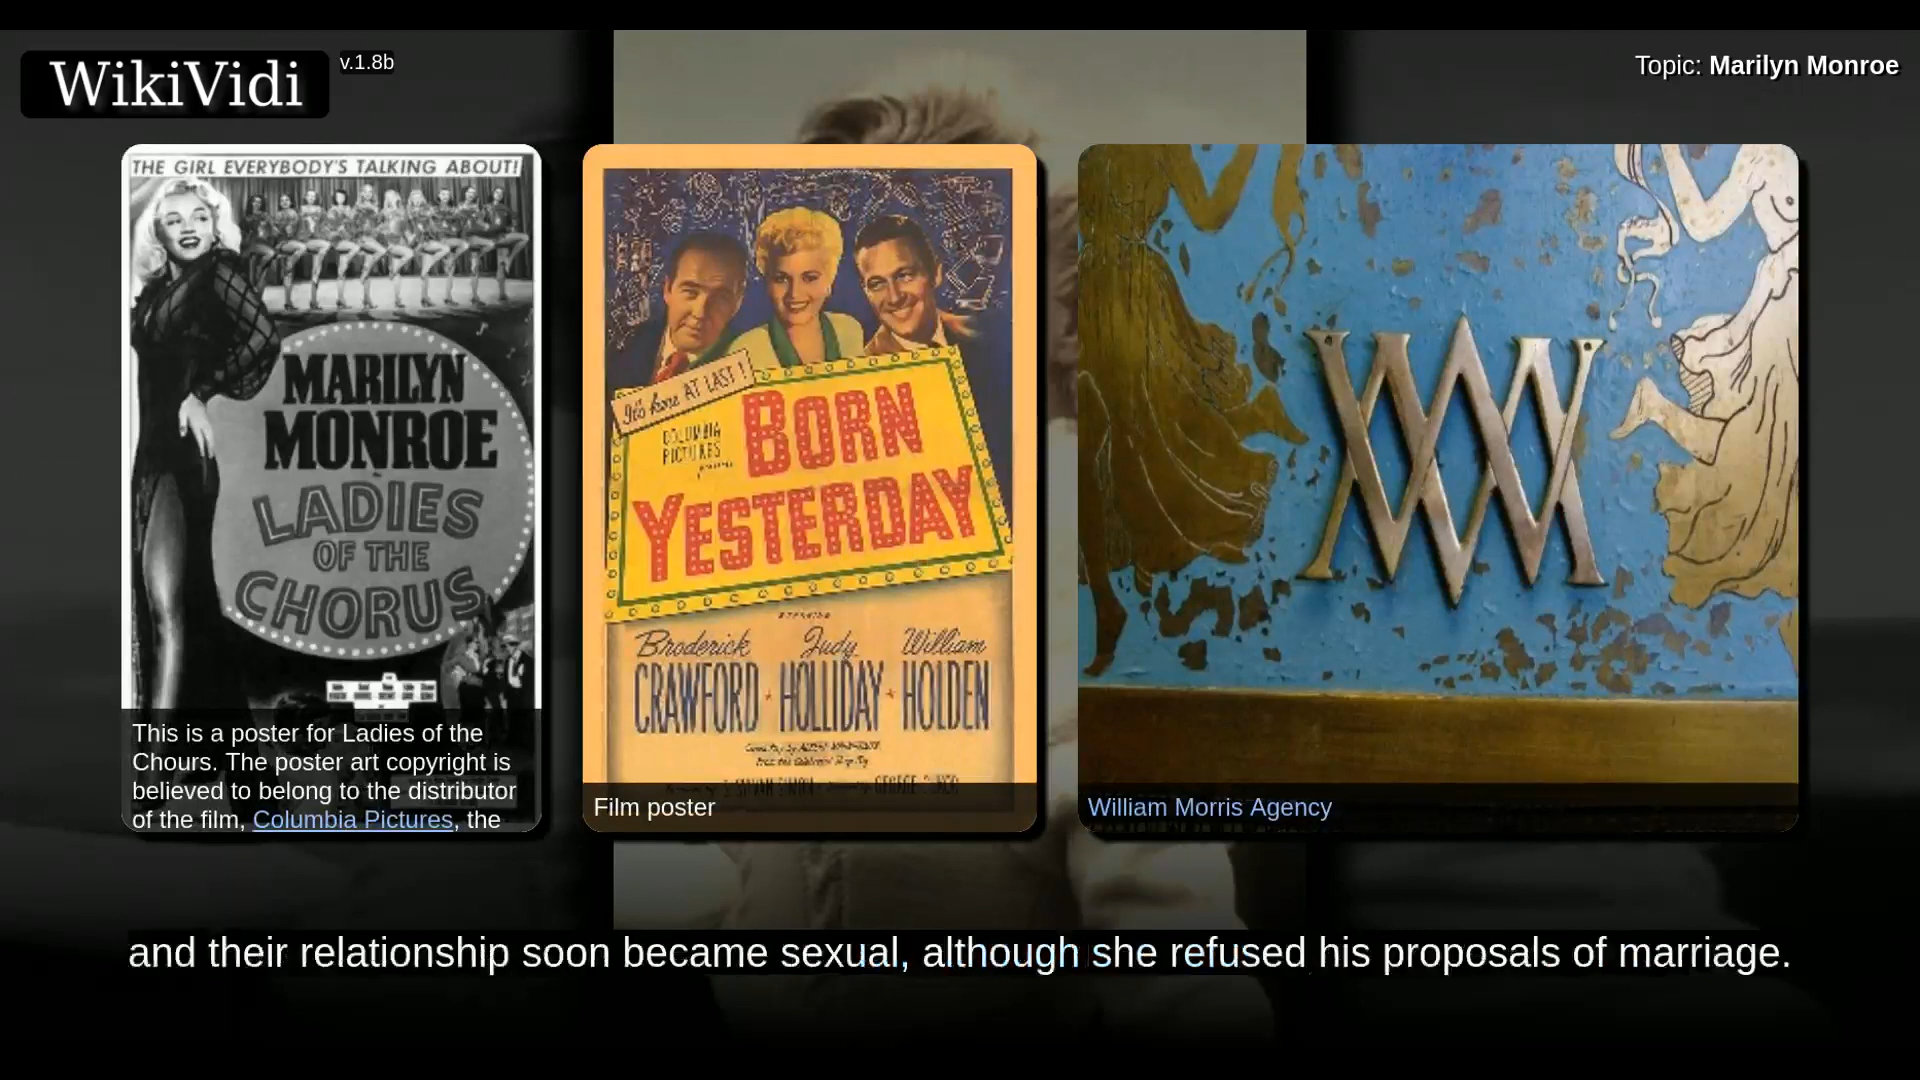 WikiVidi
v.1.8b
Topic: Marilyn Monroe
THE GIRL EVERYBODY'S TALKING ABOUT!
MARILYN
MONROE
LADIES
OF THE
CHORUS
This is a poster for Ladies of the
Chours. The poster art copyright is
believed to belong to the distributor
of the film, Columbia Pictures, the
It's here AT LAST!
COLUMBIA
PICTURES
BORN
YESTERDAY
Broderick Judy William
CRAWFORD HOLLIDAY HOLDEN
Film poster
William Morris Agency
and their relationship soon became sexual, although she refused his proposals of marriage.